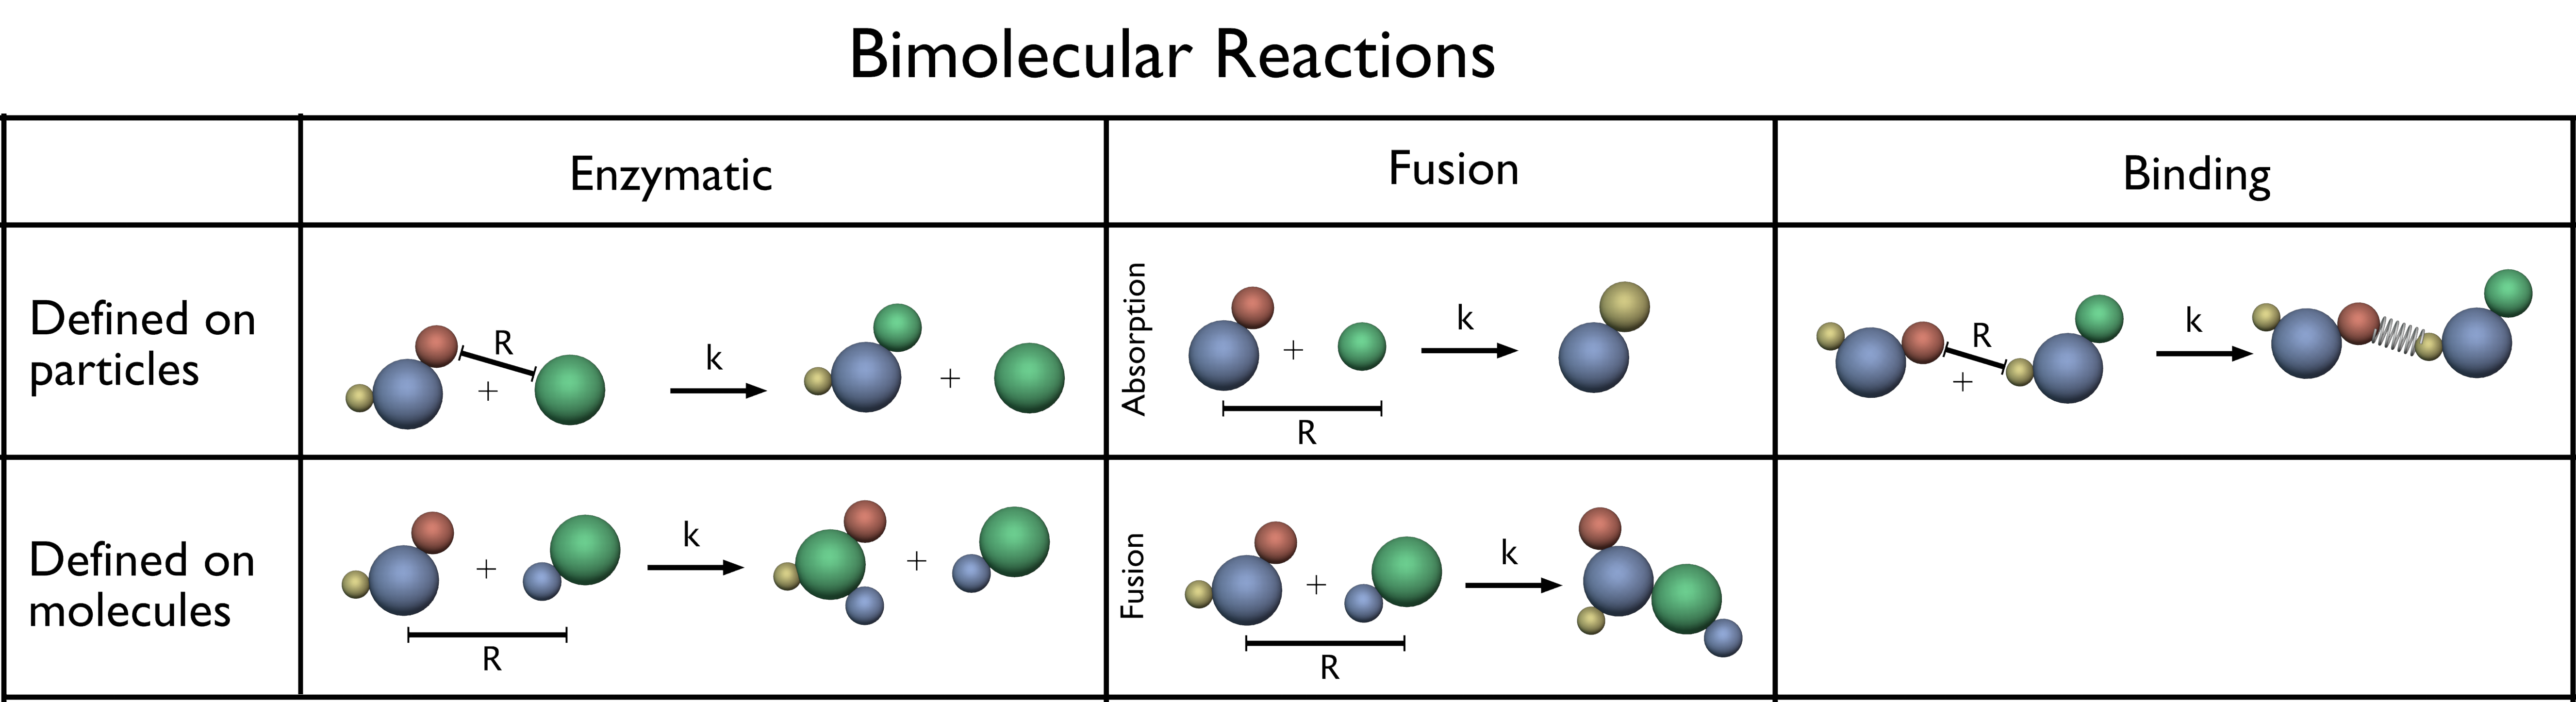 Bimolecular Reactions
Enzymatic
Fusion
Binding
Defined on
particles
R
+
k
+
Absorption
+
k
R
R
+
k
Defined on
molecules
+
k
+
R
Fusion
+
k
R